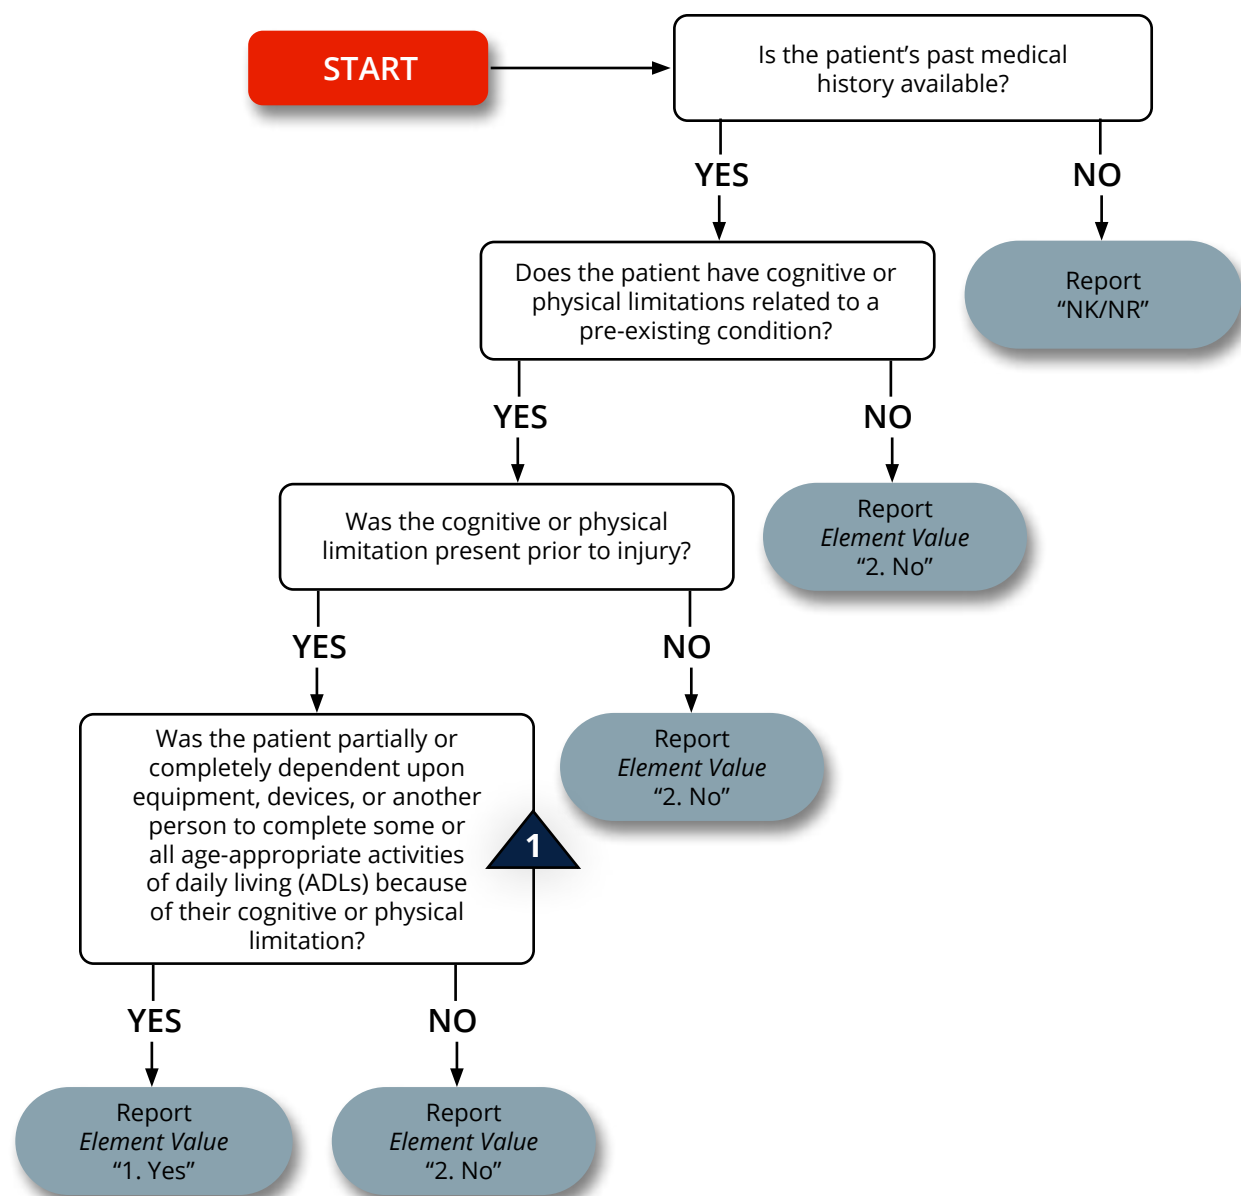 START
Is the patient’s past medical
history available?
YES
NO
Does the patient have cognitive or
physical limitations related to a
pre-existing condition?
Report
“NK/NR”
YES
NO
Was the cognitive or physical
limitation present prior to injury?
Report
Element Value
“2. No”
YES
NO
Was the patient partially or
completely dependent upon
equipment, devices, or another
person to complete some or
all age-appropriate activities
of daily living (ADLs) because
of their cognitive or physical
limitation?
1
Report
Element Value
“2. No”
YES
NO
Report
Element Value
“1. Yes”
Report
Element Value
“2. No”